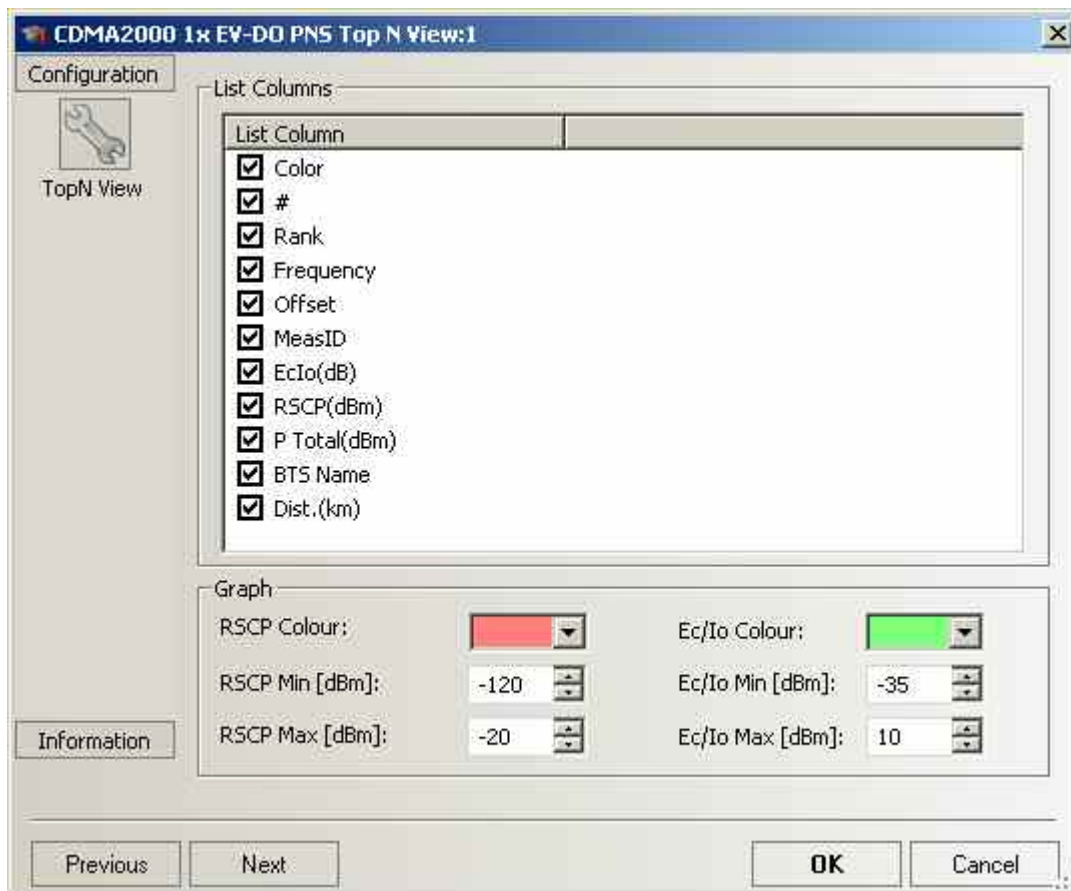 CDMA2000 1x EV-DO PNS Top N View:1
Configuration
TopN View
List Columns
List Column
Color
#
Rank
Frequency
Offset
MeasID
EcIo(dB)
RSCP(dBm)
P Total(dBm)
BTS Name
Dist.(km)
Graph
RSCP Colour:
Ec/Io Colour:
RSCP Min [dBm]: -120
Ec/Io Min [dBm]: -35
RSCP Max [dBm]: -20
Ec/Io Max [dBm]: 10
Information
Previous
Next
OK
Cancel